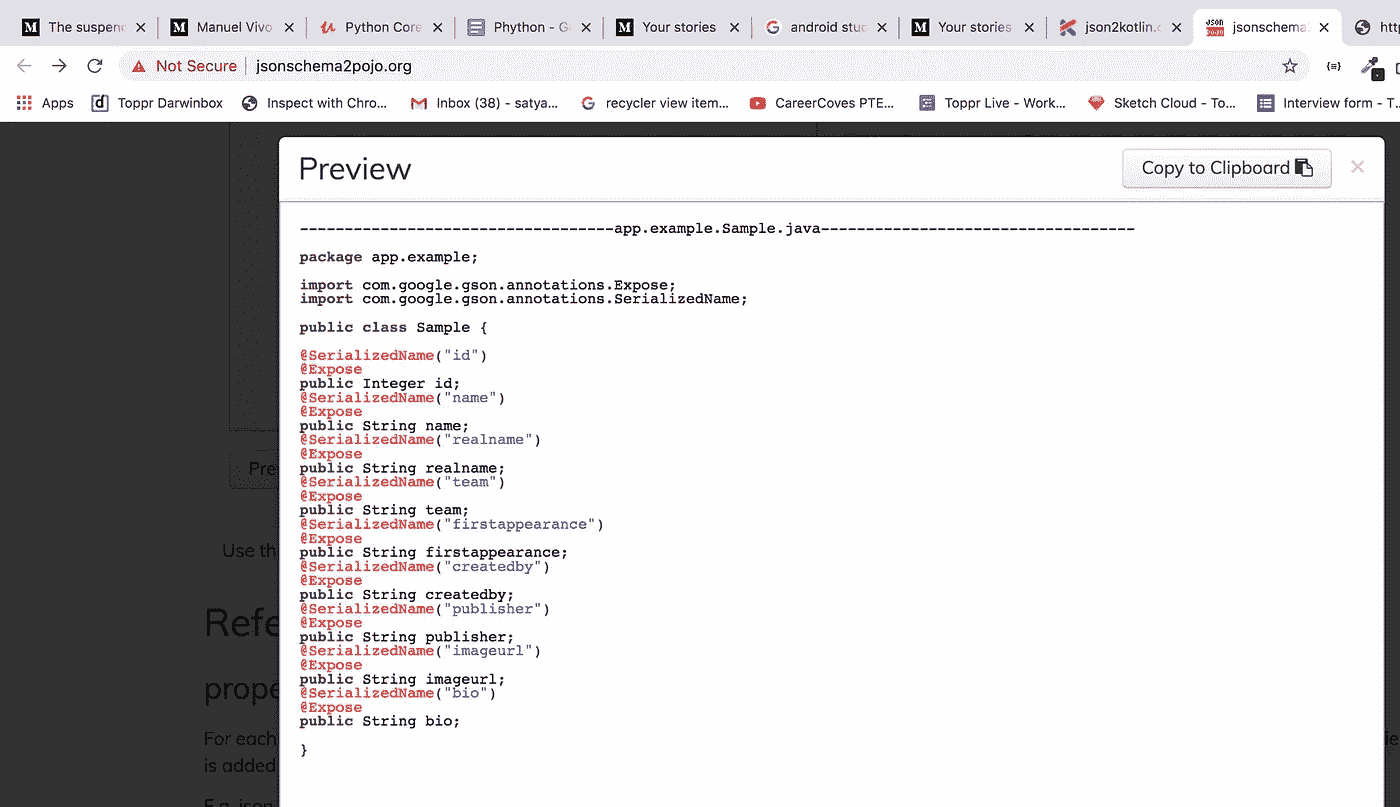 The suspen
Manuel Vivo
Python Core
Phython - G
Your stories
android stud
Your stories
json2kotlin.c
jsonschema
Not Secure
jsonschema2pojo.org
Apps
Toppr Darwinbox
Inspect with Chro...
Inbox (38) - satya...
recycler view item...
CareerCoves PTE...
Toppr Live - Work...
Sketch Cloud - To...
Interview form - T...
Preview
Copy to Clipboard
-----------------------------------app.example.Sample.java-----------------------------------
package app.example;
import com.google.gson.annotations.Expose;
import com.google.gson.annotations.SerializedName;
public class Sample {
@SerializedName("id")
@Expose
public Integer id;
@SerializedName("name")
@Expose
public String name;
@SerializedName("realname")
@Expose
public String realname;
@SerializedName("team")
@Expose
public String team;
@SerializedName("firstappearance")
@Expose
public String firstappearance;
@SerializedName("createdby")
@Expose
public String createdby;
@SerializedName("publisher")
@Expose
public String publisher;
@SerializedName("imageurl")
@Expose
public String imageurl;
@SerializedName("bio")
@Expose
public String bio;
}
Pre
Use th
Refe
prope
For each
is added